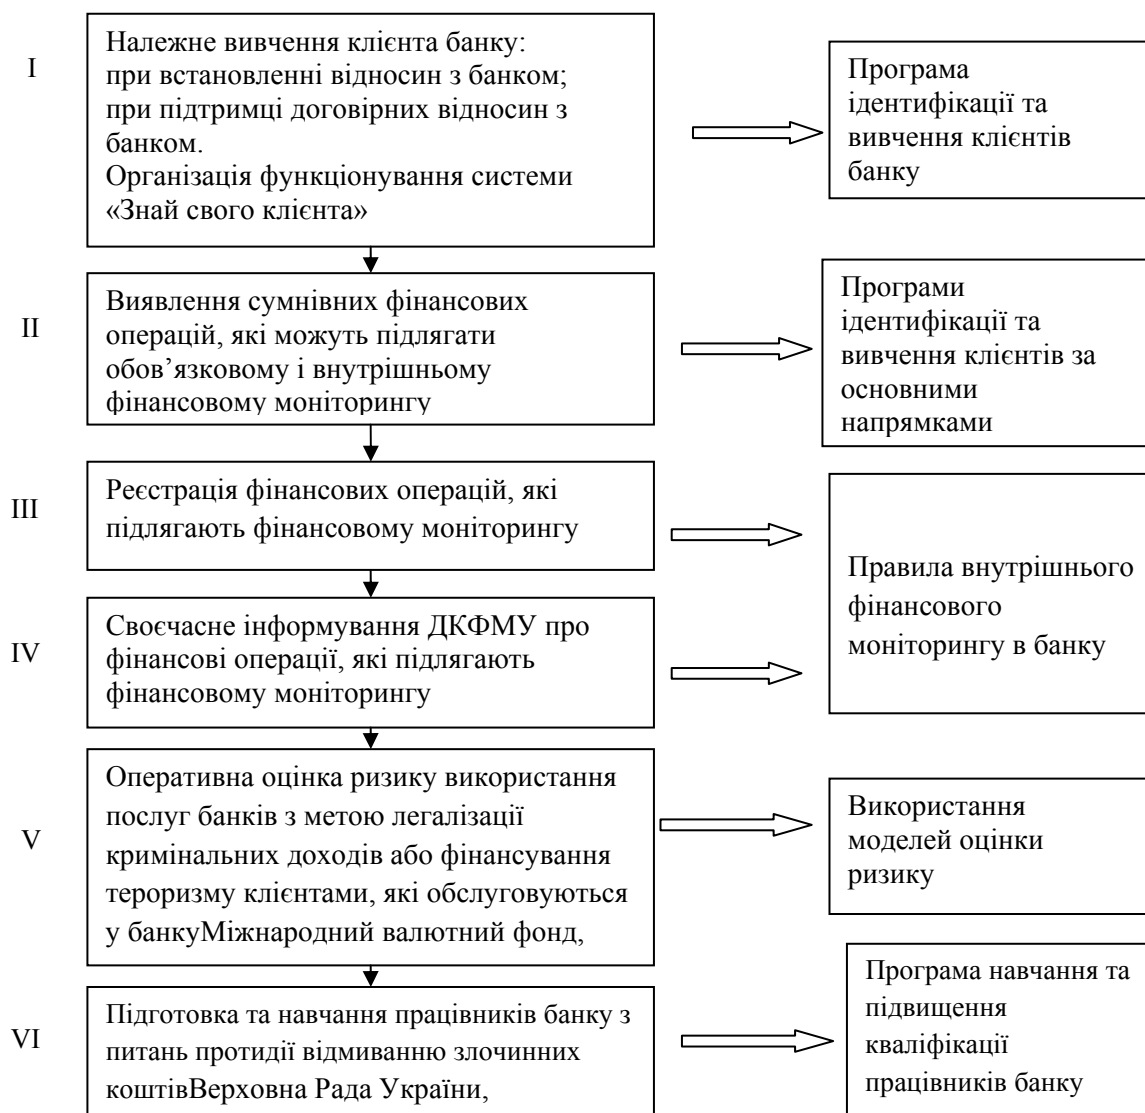 I
Належне вивчення клієнта банку:
при встановленні відносин з банком;
при підтримці договірних відносин з
банком.
Організація функціонування системи
«Знай свого клієнта»
Програма
ідентифікації та
вивчення клієнтів
банку
II
Виявлення сумнівних фінансових
операцій, які можуть підлягати
обов’язковому і внутрішньому
фінансовому моніторингу
Програми
ідентифікації та
вивчення клієнтів за
основними
напрямками
III
Реєстрація фінансових операцій, які
підлягають фінансовому моніторингу
IV
Своєчасне інформування ДКФМУ про
фінансові операції, які підлягають
фінансовому моніторингу
Правила внутрішнього
фінансового
моніторингу в банку
V
Оперативна оцінка ризику використання
послуг банків з метою легалізації
кримінальних доходів або фінансування
тероризму клієнтами, які обслуговуються
у банкуМіжнародний валютний фонд,
Використання
моделей оцінки
ризику
VI
Підготовка та навчання працівників банку з
питань протидії відмиванню злочинних
коштівВерховна Рада України,
Програма навчання та
підвищення
кваліфікації
працівників банку